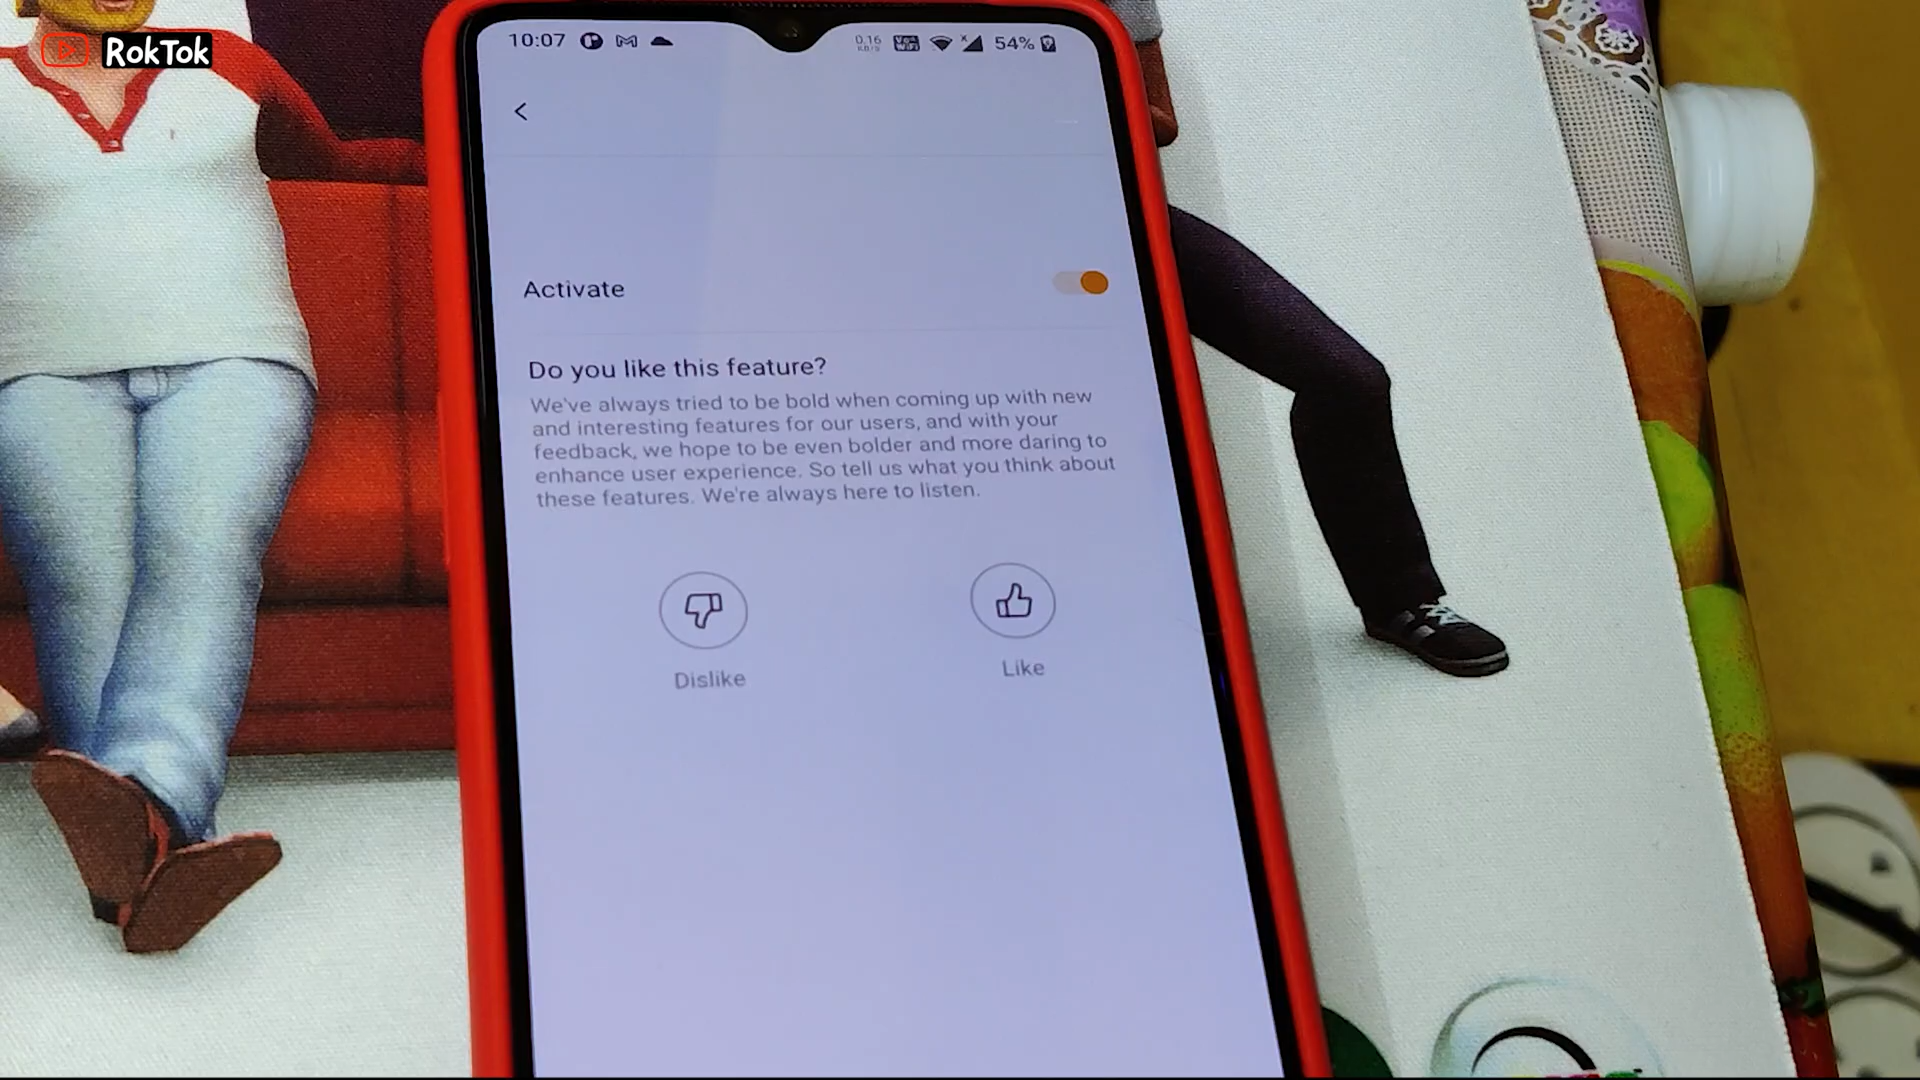 RokTok
10:07
0.16
KB/S
Vo
WiFi
54%
Activate
Do you like this feature?
We've always tried to be bold when coming up with new
and interesting features for our users, and with your
feedback, we hope to be even bolder and more daring to
enhance user experience. So tell us what you think about
these features. We're always here to listen.
Dislike
Like